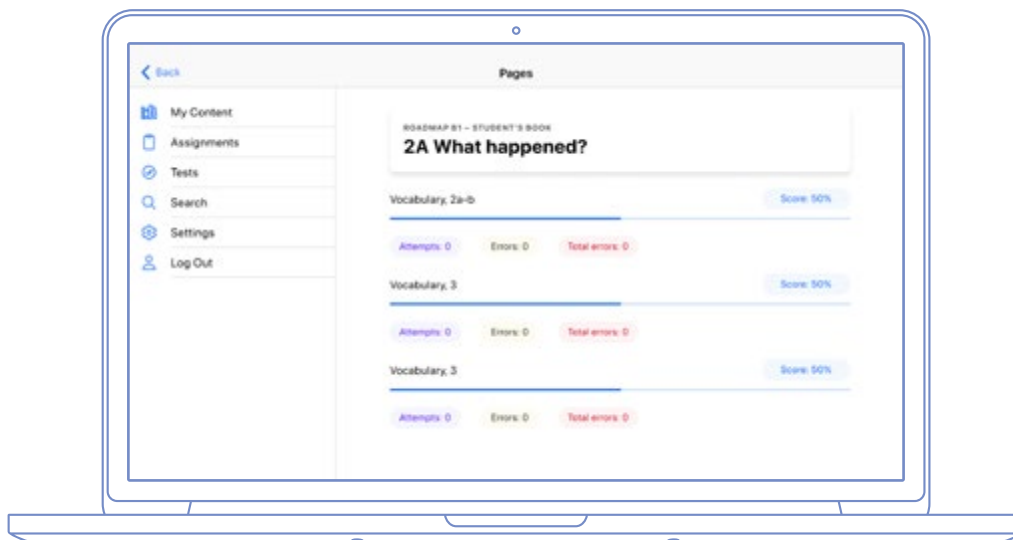 Back
Pages
My Content
Assignments
Tests
Search
Settings
Log Out
ROADMAP B1 – STUDENT'S BOOK
2A What happened?
Vocabulary, 2a-b
Score: 50%
Attempts: 0 Errors: 0 Total errors: 0
Vocabulary, 3
Score: 50%
Attempts: 0 Errors: 0 Total errors: 0
Vocabulary, 3
Score: 50%
Attempts: 0 Errors: 0 Total errors: 0